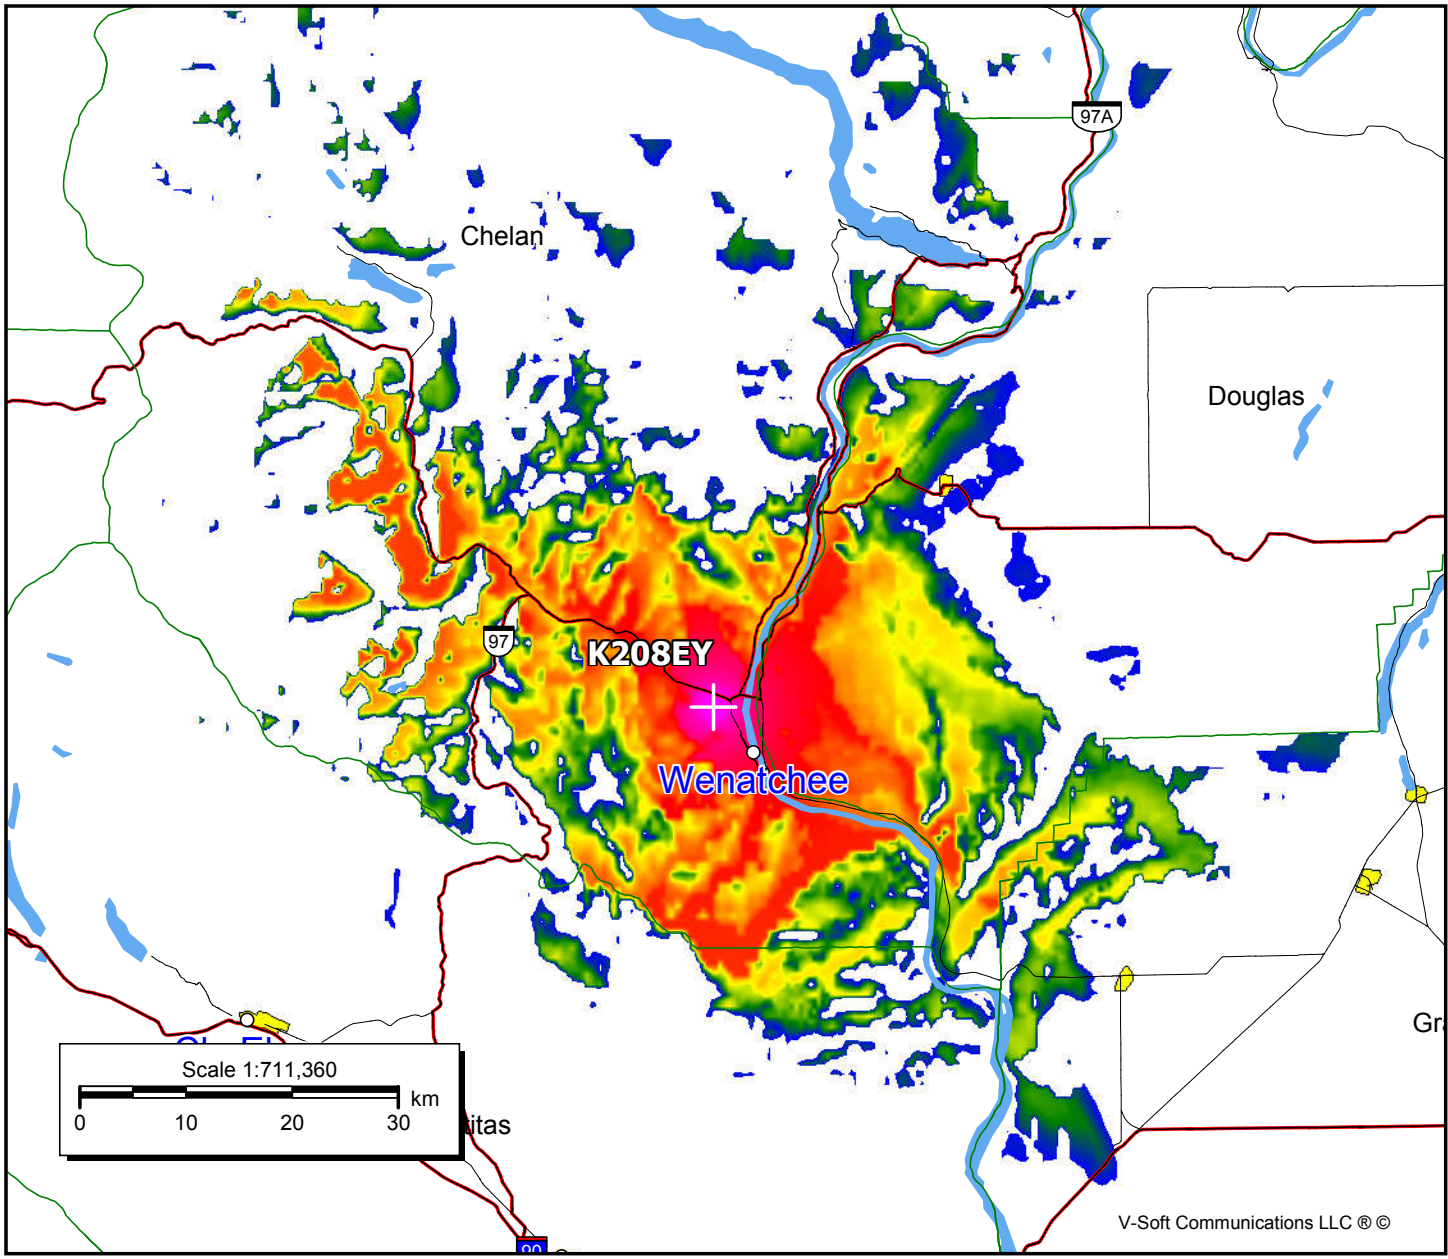 97A
Chelan
Douglas
97
K208EY
Wenatchee
Scale 1:711,360
km
0 10 20 30
titas
Gr
V-Soft Communications LLC ® ©